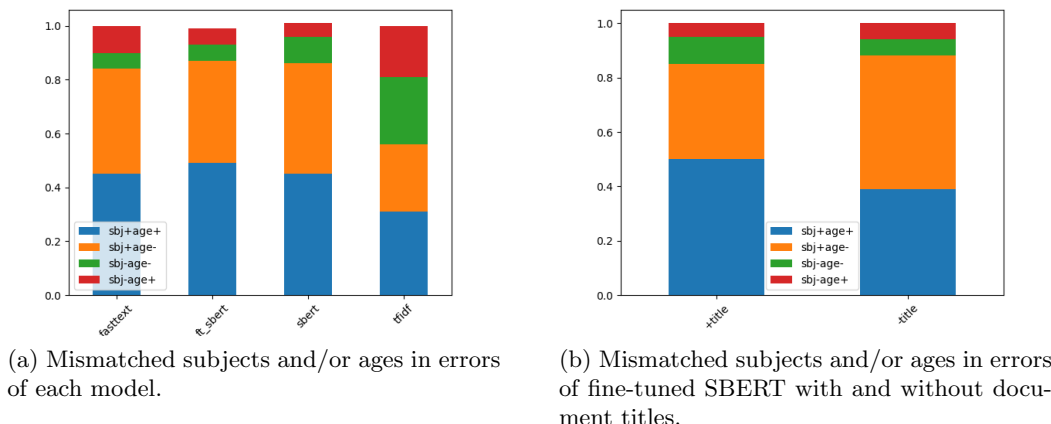 1.0
0.8
0.6
0.4
0.2
0.0
sbj+age+
sbj+age-
sbj-age-
sbj-age+
fasttext
ft_sbert
sbert
tfidf
(a) Mismatched subjects and/or ages in errors
of each model.
1.0
0.8
0.6
0.4
0.2
0.0
sbj+age+
sbj+age-
sbj-age-
sbj-age+
+title
-title
(b) Mismatched subjects and/or ages in errors
of fine-tuned SBERT with and without docu-
ment titles.